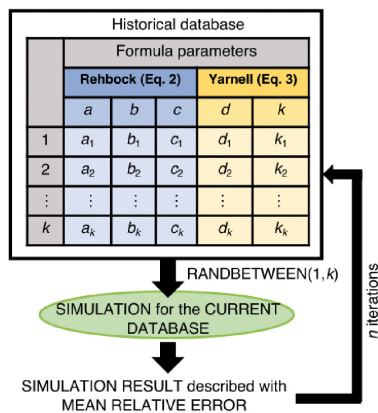 Historical database
Formula parameters
Rehbock (Eq. 2) Yarnell (Eq. 3)
a b c d k
1 a₁ b₁ c₁ d₁ k₁
2 a₂ b₂ c₂ d₂ k₂
⋮ ⋮ ⋮ ⋮ ⋮ ⋮
k aₖ bₖ cₖ dₖ kₖ
RANDBETWEEN(1,k)
SIMULATION for the CURRENT
DATABASE
n iterations
SIMULATION RESULT described with
MEAN RELATIVE ERROR